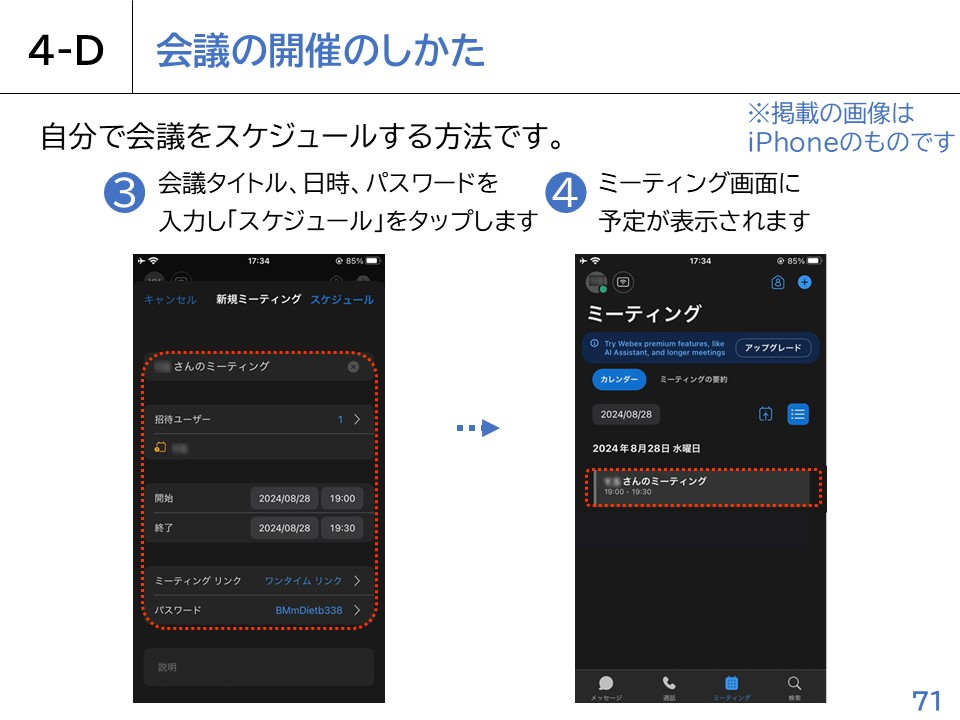 4-D
会議の開催のしかた
自分で会議をスケジュールする方法です。
※掲載の画像は
iPhoneのものです
3
会議タイトル、日時、パスワードを
入力し「スケジュール」をタップします
4
ミーティング画面に
予定が表示されます
17:34
85%
キャンセル 新規ミーティング スケジュール
さんのミーティング
招待ユーザー 1
開始 2024/08/28 19:00
終了 2024/08/28 19:30
ミーティング リンク ワンタイム リンク
パスワード BMmDietb338
説明
17:34
85%
ミーティング
Try Webex premium features, like
AI Assistant, and longer meetings
アップグレード
カレンダー ミーティングの要約
2024/08/28
2024年8月28日 水曜日
さんのミーティング
19:00 - 19:30
メッセージ 通話 ミーティング 検索
71